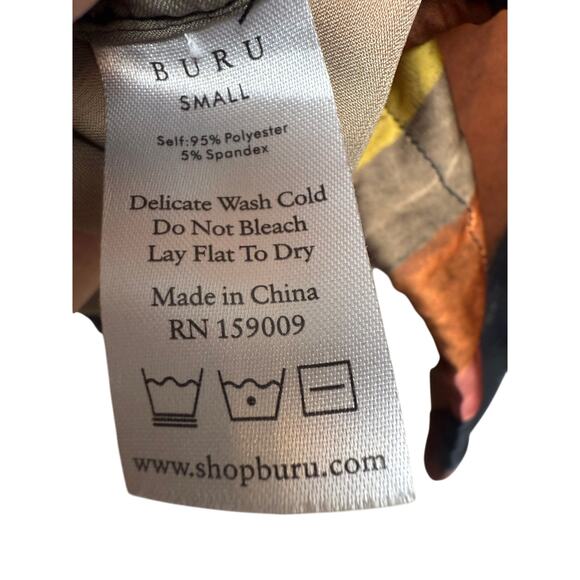 BURU
SMALL
Self:95% Polyester
5% Spandex
Delicate Wash Cold
Do Not Bleach
Lay Flat To Dry
Made in China
RN 159009
www.shopburu.com